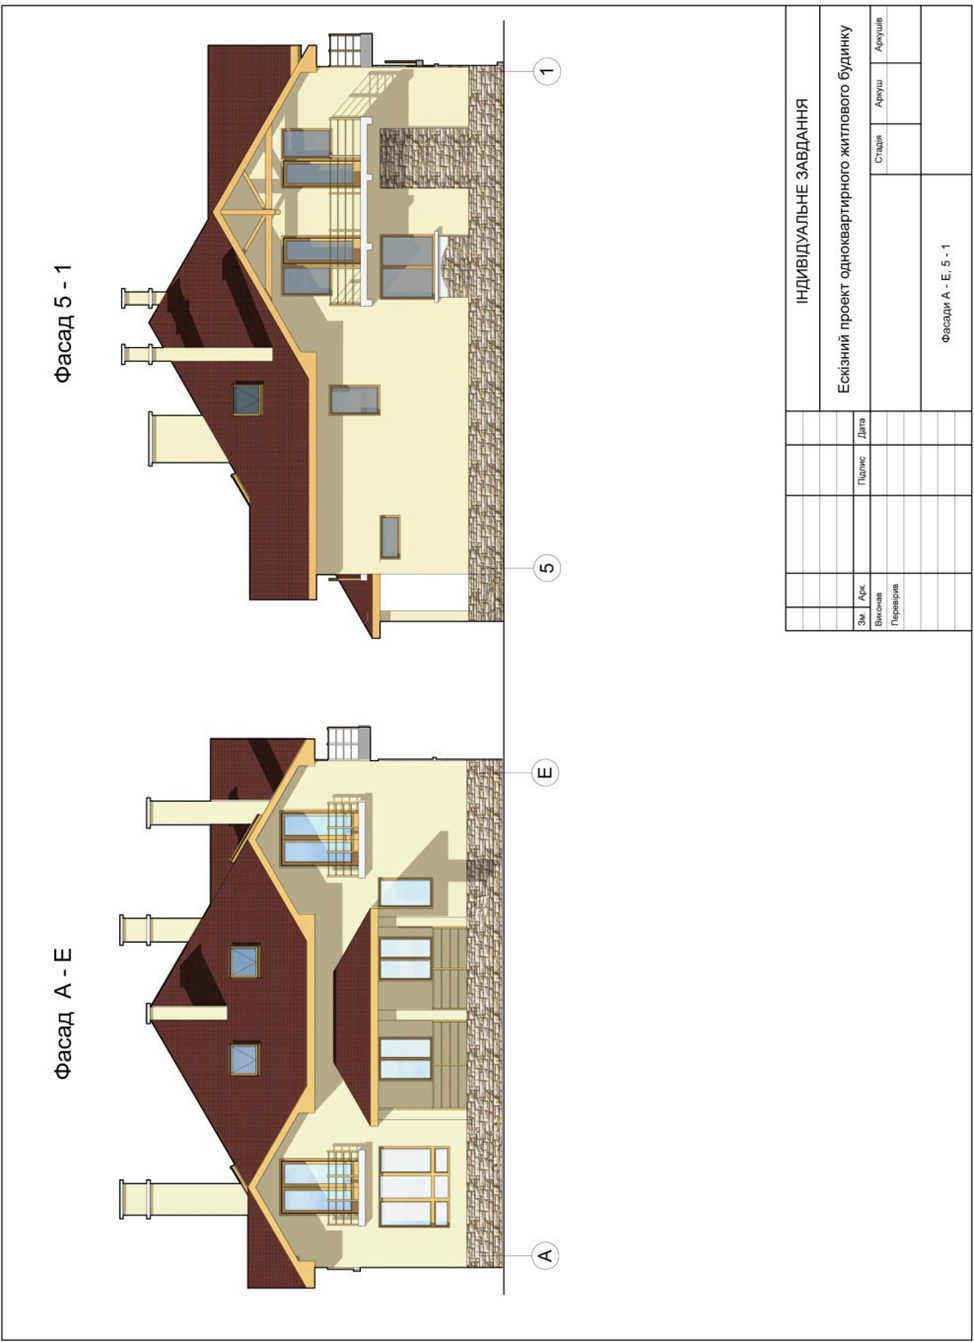 Фасад А - Е
Фасад 5 - 1
А
Е
5
1
ІНДИВІДУАЛЬНЕ ЗАВДАННЯ
Ескізний проект одноквартирного житлового будинку
Зм.
Арк.
Підпис
Дата
Виконав
Перевірив
Стадія
Аркуш
Аркушів
Фасади А - Е, 5 - 1